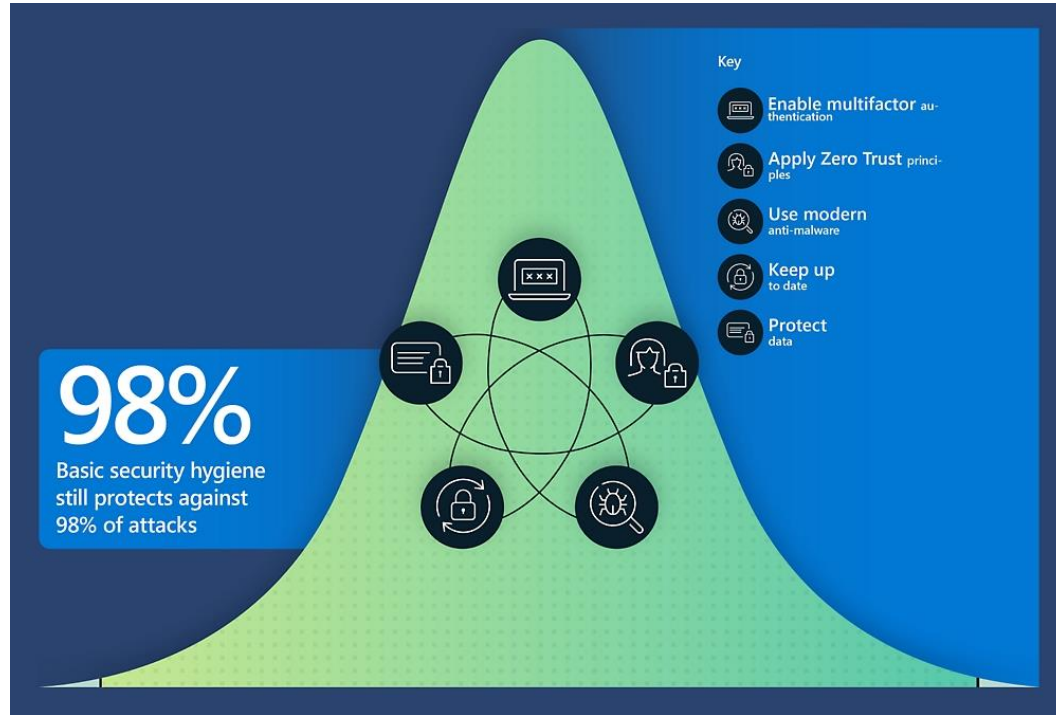 Key
Enable multifactor au-
thentication
Apply Zero Trust princi-
ples
Use modern
anti-malware
Keep up
to date
Protect
data
98%
Basic security hygiene
still protects against
98% of attacks
×××